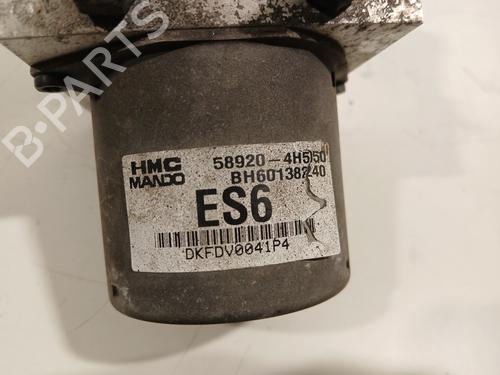 B-PARTS
HMC
MANDO
58920-4H550
BH60138240
ES6
DKFDV0041P4